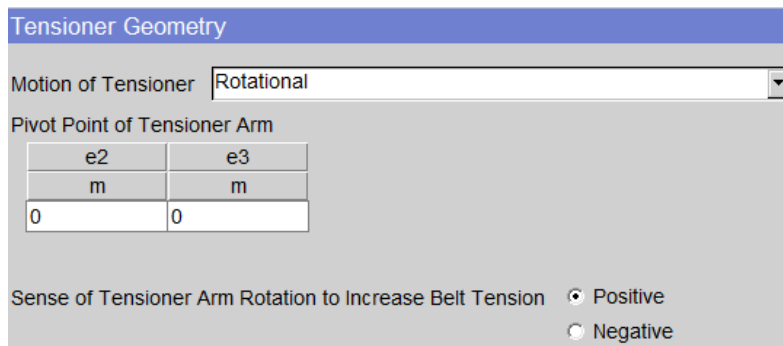 Tensioner Geometry
Motion of Tensioner Rotational
Pivot Point of Tensioner Arm
e2 e3
m m
0 0
Sense of Tensioner Arm Rotation to Increase Belt Tension Positive
Negative